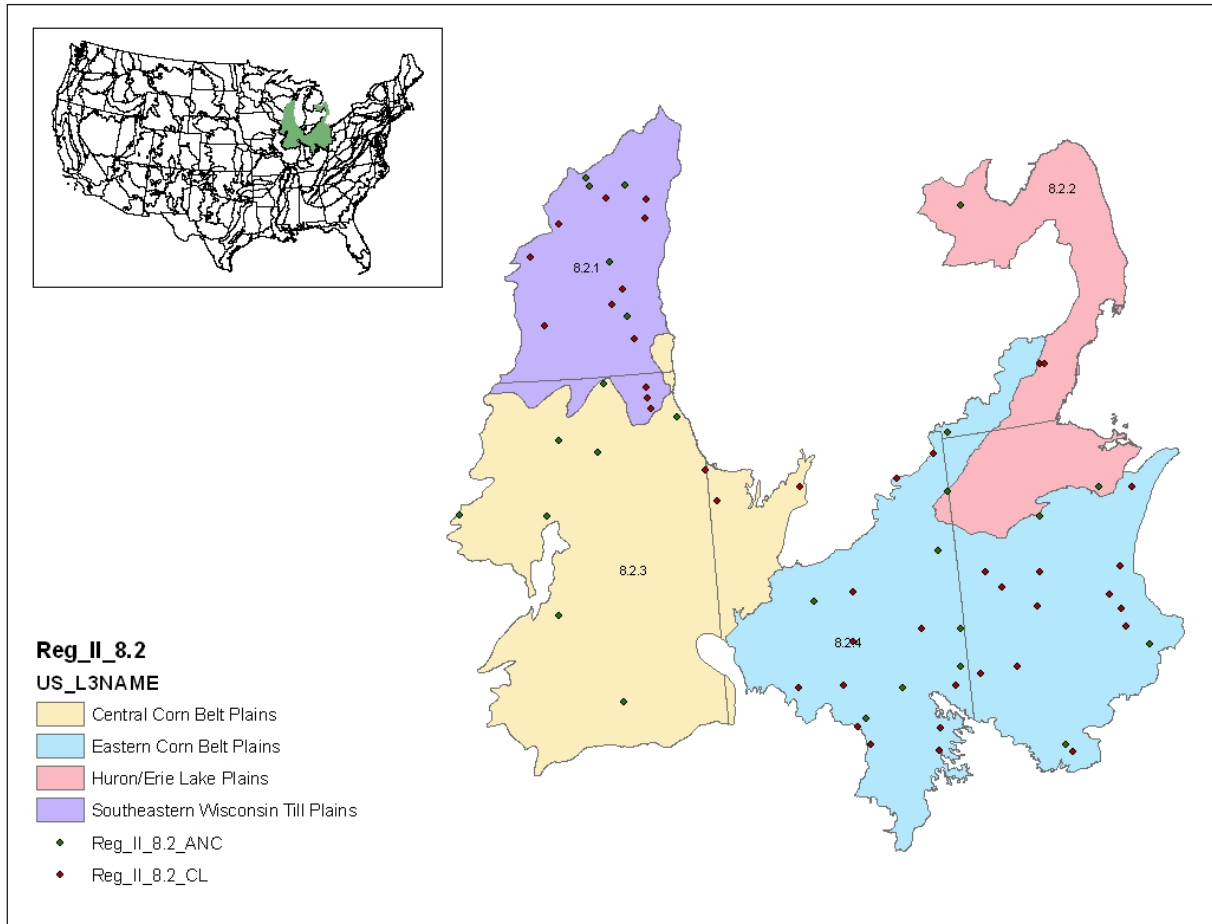 8.2.2
8.2.1
8.2.3
8.2.4
Reg_II_8.2
US_L3NAME
Central Corn Belt Plains
Eastern Corn Belt Plains
Huron/Erie Lake Plains
Southeastern Wisconsin Till Plains
Reg_II_8.2_ANC
Reg_II_8.2_CL